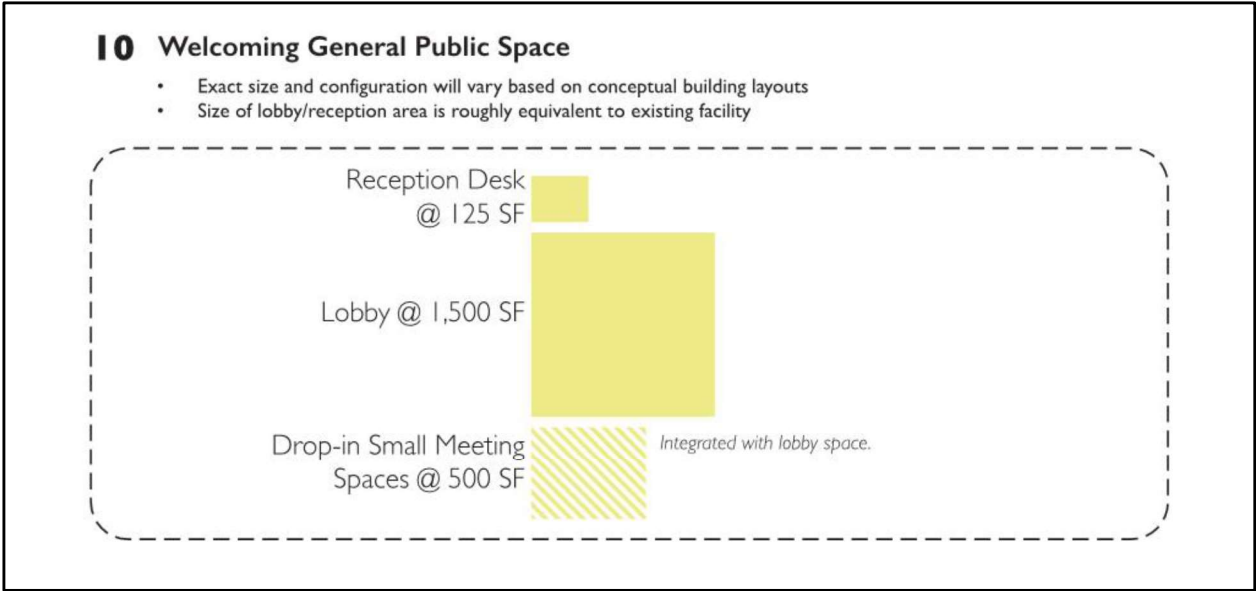 10 Welcoming General Public Space
• Exact size and configuration will vary based on conceptual building layouts
• Size of lobby/reception area is roughly equivalent to existing facility
Reception Desk
@ 125 SF
Lobby @ 1,500 SF
Drop-in Small Meeting
Spaces @ 500 SF
Integrated with lobby space.